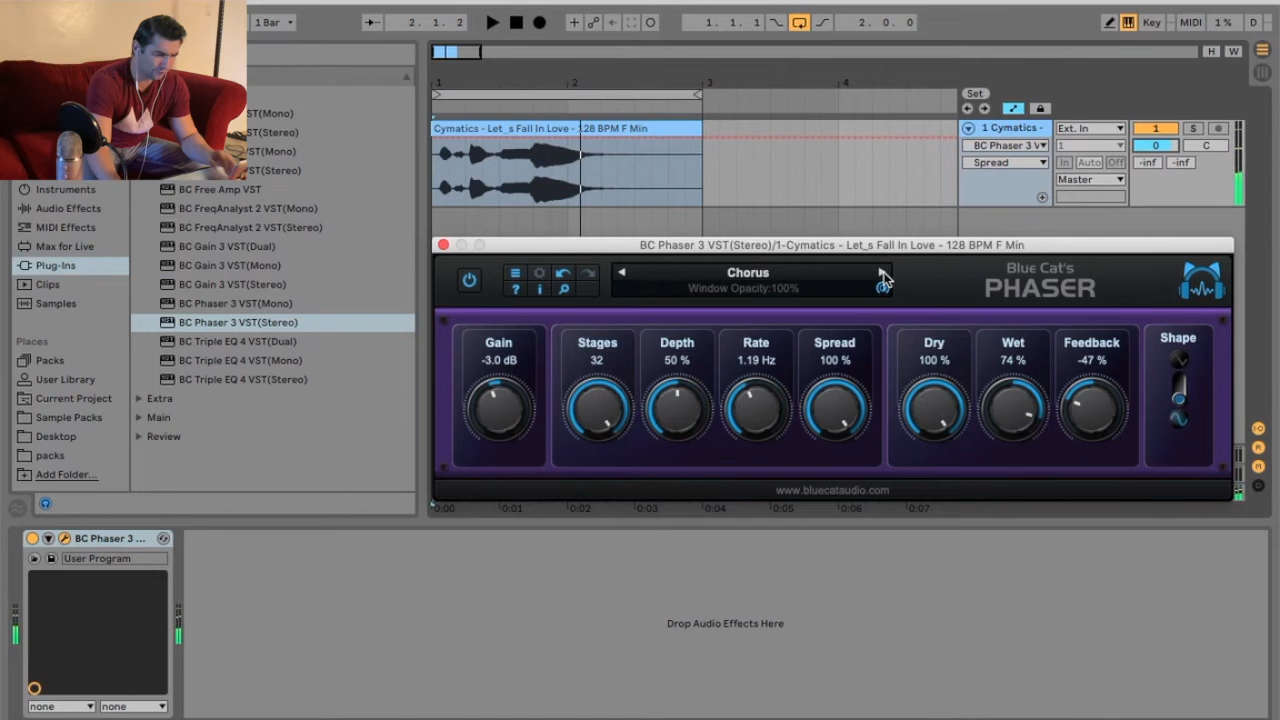 1 Bar
2. 1. 2
1. 1. 1
2. 0. 0
Key
MIDI
1 %
D
H
W
1
2
3
4
Set
Cymatics - Let_s Fall In Love - 128 BPM F Min
1 Cymatics -
BC Phaser 3 V
Spread
Ext. In
1
In
Auto
Off
Master
1
S
0
C
-inf
-inf
ST(Mono)
ST(Stereo)
ST(Mono)
ST(Stereo)
BC Free Amp VST
BC FreqAnalyst 2 VST(Mono)
BC FreqAnalyst 2 VST(Stereo)
BC Gain 3 VST(Dual)
BC Gain 3 VST(Mono)
BC Gain 3 VST(Stereo)
BC Phaser 3 VST(Mono)
BC Phaser 3 VST(Stereo)
BC Triple EQ 4 VST(Dual)
BC Triple EQ 4 VST(Mono)
BC Triple EQ 4 VST(Stereo)
Extra
Main
Review
Instruments
Audio Effects
MIDI Effects
Max for Live
Plug-Ins
Clips
Samples
Places
Packs
User Library
Current Project
Sample Packs
Desktop
packs
Add Folder...
BC Phaser 3 VST(Stereo)/1-Cymatics - Let_s Fall In Love - 128 BPM F Min
Chorus
Window Opacity:100%
Blue Cat's
PHASER
Gain
-3.0 dB
Stages
32
Depth
50 %
Rate
1.19 Hz
Spread
100 %
Dry
100 %
Wet
74 %
Feedback
-47 %
Shape
www.bluecataudio.com
0:00
0:01
0:02
0:03
0:04
0:05
0:06
0:07
BC Phaser 3 ...
User Program
none
none
Drop Audio Effects Here